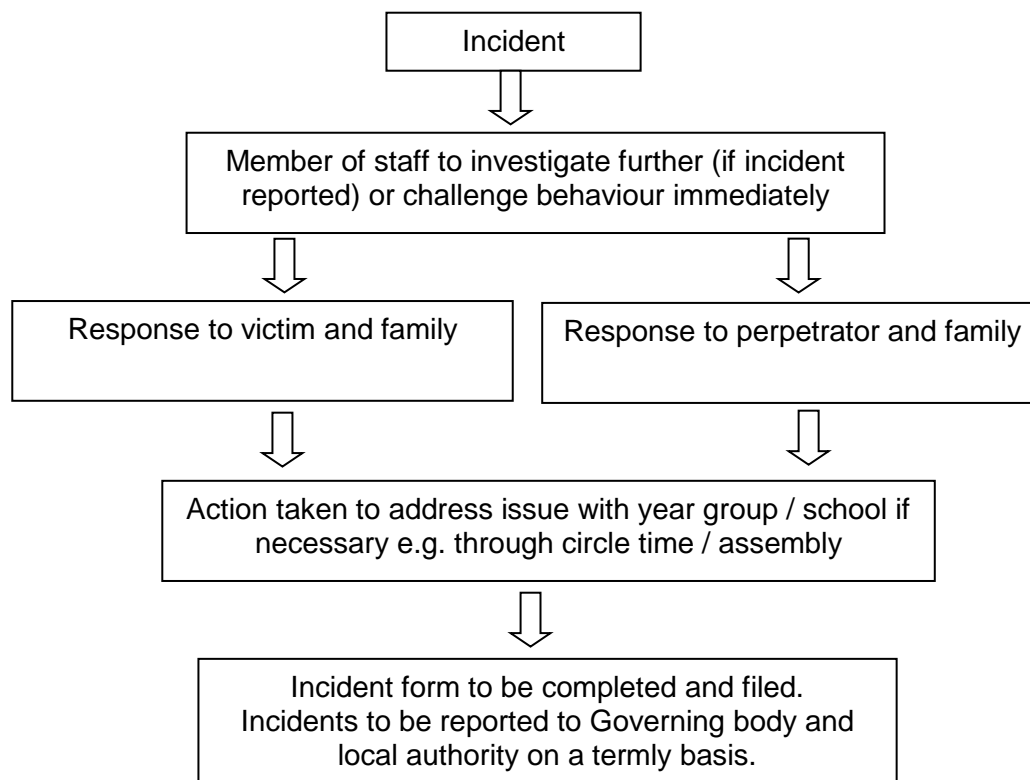 Incident
Member of staff to investigate further (if incident
reported) or challenge behaviour immediately
Response to victim and family
Response to perpetrator and family
Action taken to address issue with year group / school if
necessary e.g. through circle time / assembly
Incident form to be completed and filed.
Incidents to be reported to Governing body and
local authority on a termly basis.